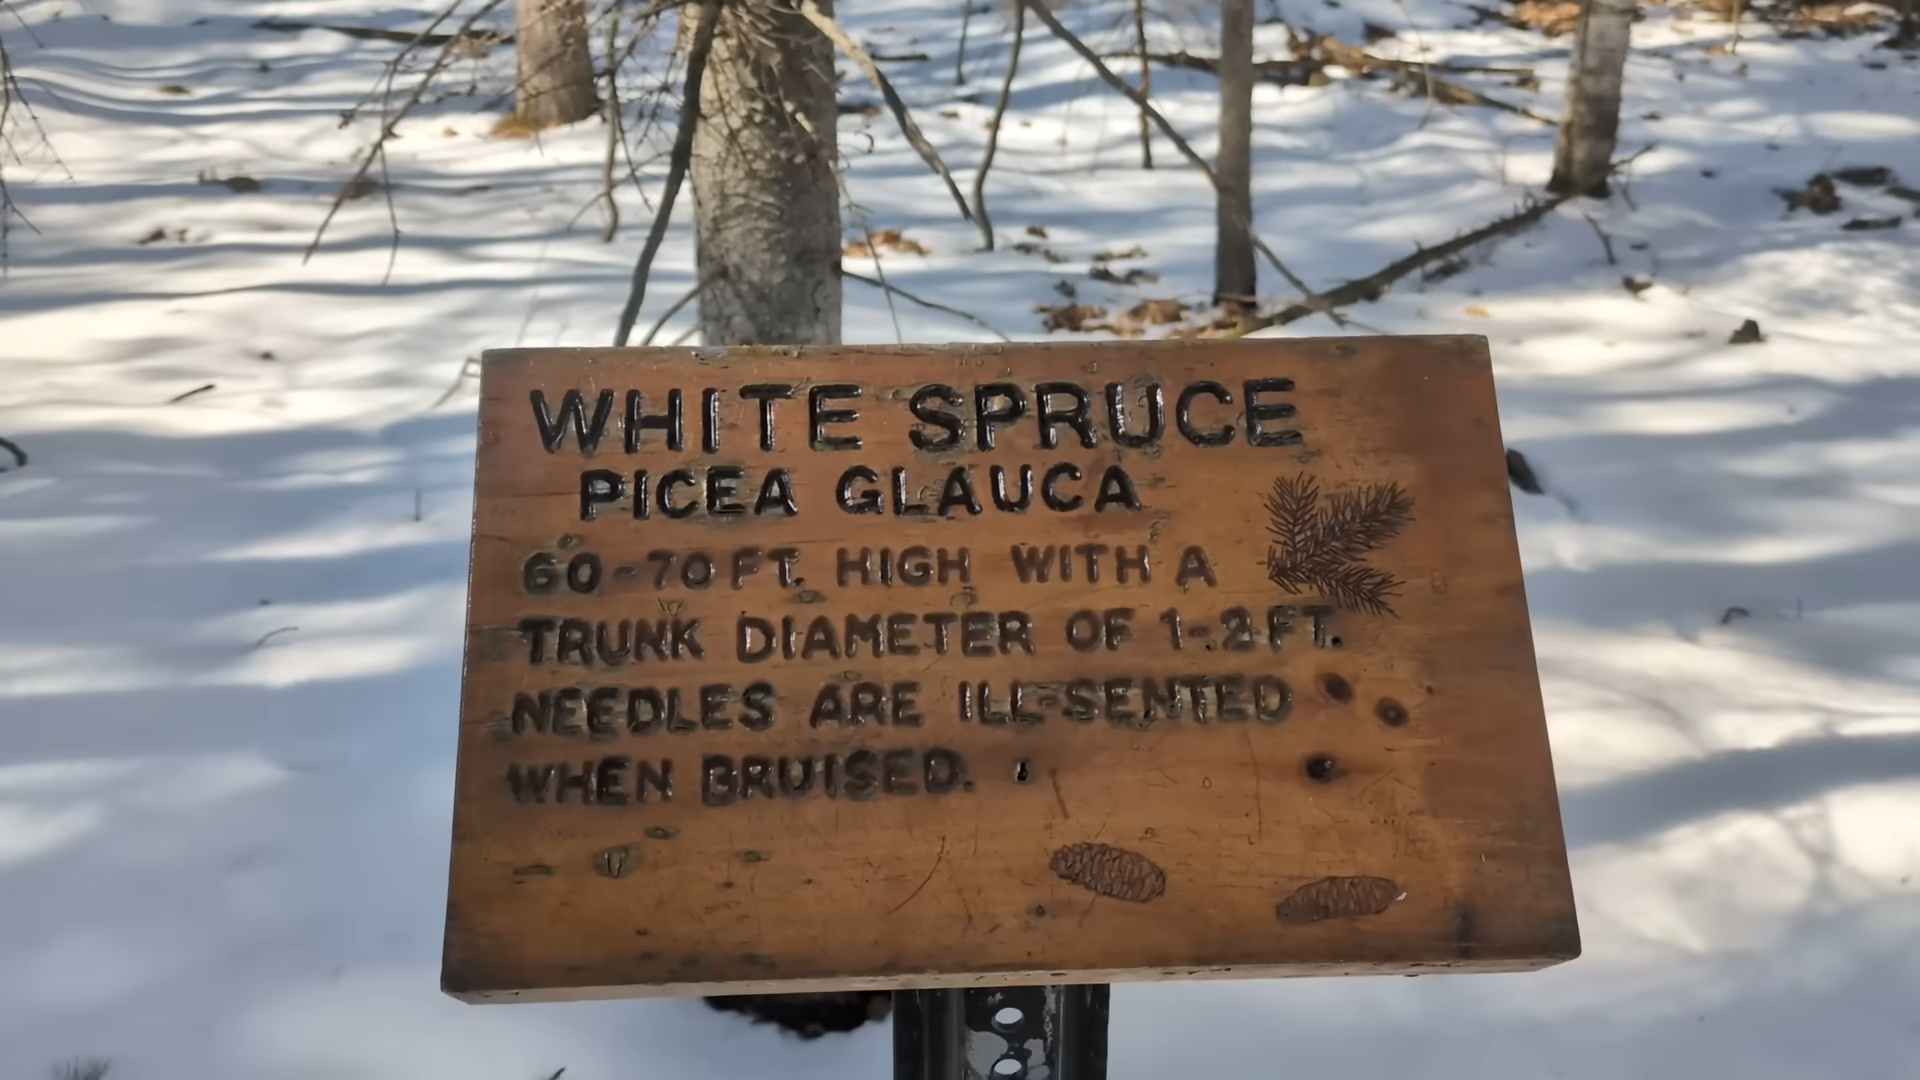 WHITE SPRUCE
PICEA GLAUCA
60-70 FT. HIGH WITH A
TRUNK DIAMETER OF 1-2 FT.
NEEDLES ARE ILL-SENTED
WHEN BRUISED.